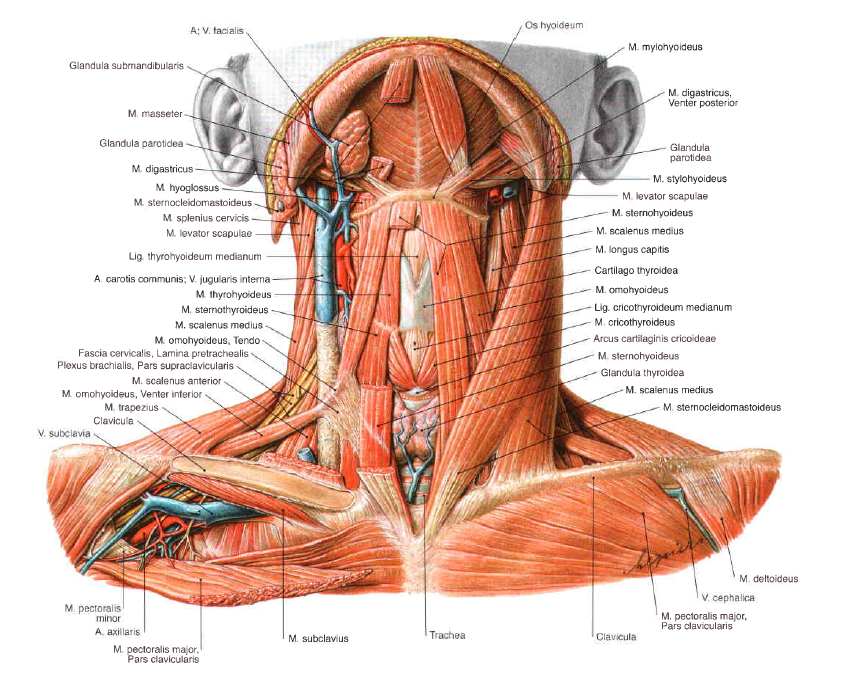 A; V. facialis
Glandula submandibularis
M. masseter
Glandula parotidea
M. digastricus
M. hyoglossus
M. sternocleidomastoideus
M. splenius cervicis
M. levator scapulae
Lig. thyrohyoideum medianum
A. carotis communis; V. jugularis interna
M. thyrohyoideus
M. sternothyroideus
M. scalenus medius
M. omohyoideus, Tendo
Fascia cervicalis, Lamina pretrachealis
Plexus brachialis, Pars supraclavicularis
M. scalenus anterior
M. omohyoideus, Venter inferior
M. trapezius
Clavicula
V. subclavia
M. pectoralis
minor
A. axillaris
M. pectoralis major,
Pars clavicularis
M. subclavius
Trachea
Os hyoideum
M. mylohyoideus
M. digastricus,
Venter posterior
Glandula
parotidea
M. stylohyoideus
M. levator scapulae
M. sternohyoideus
M. scalenus medius
M. longus capitis
Cartilago thyroidea
M. omohyoideus
Lig. cricothyroideum medianum
M. cricothyroideus
Arcus cartilaginis cricoideae
M. sternohyoideus
Glandula thyroidea
M. scalenus medius
M. sternocleidomastoideus
M. deltoideus
V. cephalica
M. pectoralis major,
Pars clavicularis
Clavicula